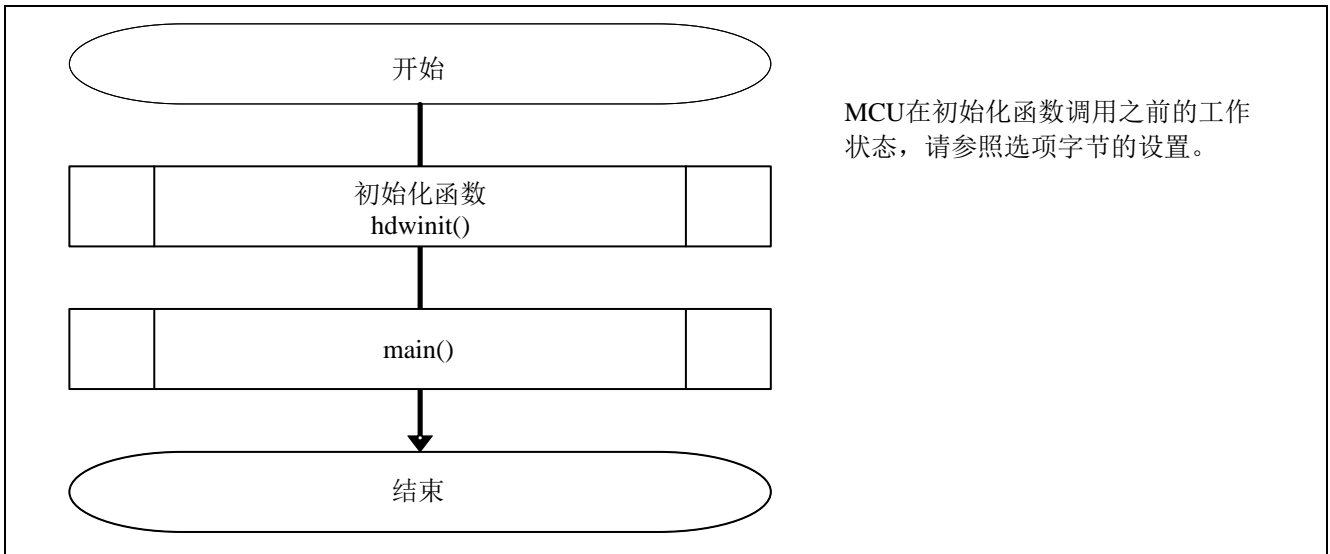 开始
MCU在初始化函数调用之前的工作
状态，请参照选项字节的设置。
初始化函数
hdwinit()
main()
结束